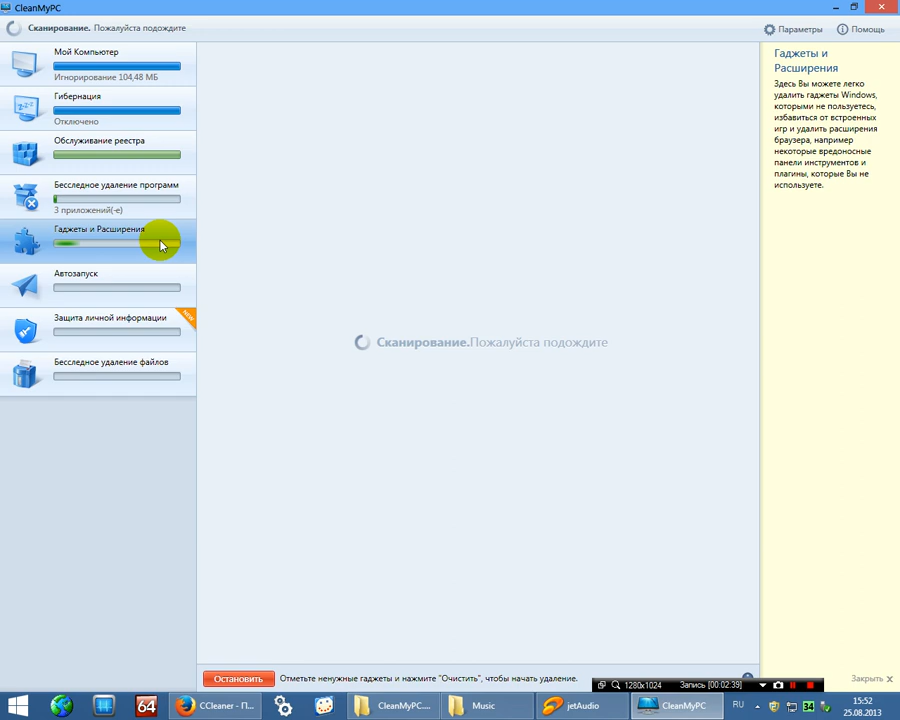 CleanMyPC
Сканирование. Пожалуйста подождите
Параметры
Помощь
Мой Компьютер
Игнорирование 104,48 МБ
Гибернация
Отключено
Обслуживание реестра
Бесследное удаление программ
3 приложений(-е)
Гаджеты и Расширения
Автозапуск
Защита личной информации
NEW
Бесследное удаление файлов
Сканирование.Пожалуйста подождите
Гаджеты и
Расширения
Здесь Вы можете легко
удалить гаджеты Windows,
которыми не пользуетесь,
избавиться от встроенных
игр и удалить расширения
браузера, например
некоторые вредоносные
панели инструментов и
плагины, которые Вы не
используете.
Остановить
Отметьте ненужные гаджеты и нажмите "Очистить", чтобы начать удаление.
Закрыть x
1280x1024
Запись [00:02:39]
64
CCleaner - П...
CleanMyPC....
Music
jetAudio
CleanMyPC
RU
34
15:52
25.08.2013